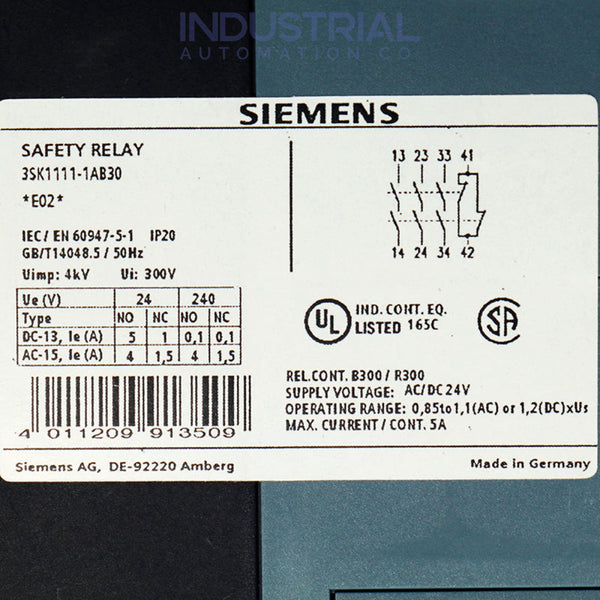 INDUSTRIAL
AUTOMATION CO
SIEMENS
SAFETY RELAY
3SK1111-1AB30
*E02*
IEC/ EN 60947-5-1 IP20
GB/T14048.5 / 50Hz
Uimp: 4kV Ui: 300V
Ue (V) 24 240
Type NO NC NO NC
DC-13, Ie (A) 5 1 0,1 0,1
AC-15, Ie (A) 4 1,5 4 1,5
4 011209 913509
13 23 33 41
14 24 34 42
UL IND. CONT. EQ.
LISTED 165C
SA
REL.CONT. B300 / R300
SUPPLY VOLTAGE: AC/DC 24V
OPERATING RANGE: 0,85to1,1(AC) or 1,2(DC)xUs
MAX. CURRENT / CONT. 5A
Siemens AG, DE-92220 Amberg
Made in Germany